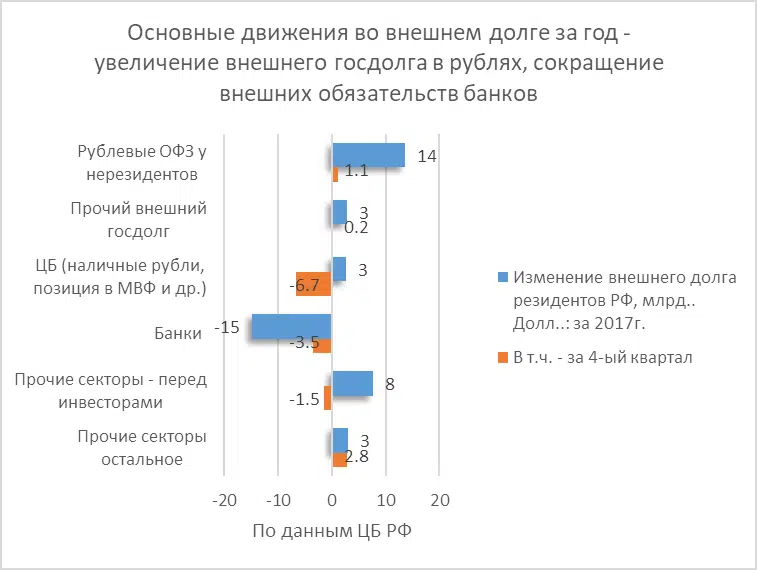 Основные движения во внешнем долге за год -
увеличение внешнего госдолга в рублях, сокращение
внешних обязательств банков
Рублевые ОФЗ у
нерезидентов
14
1.1
Прочий внешний
госдолг
3
0.2
ЦБ (наличные рубли,
позиция в МВФ и др.)
3
-6.7
Банки
-15
-3.5
Прочие секторы - перед
инвесторами
8
-1.5
Прочие секторы
остальное
3
2.8
-20 -10 0 10 20
По данным ЦБ РФ
Изменение внешнего долга
резидентов РФ, млрд..
Долл..: за 2017г.
В т.ч. - за 4-ый квартал